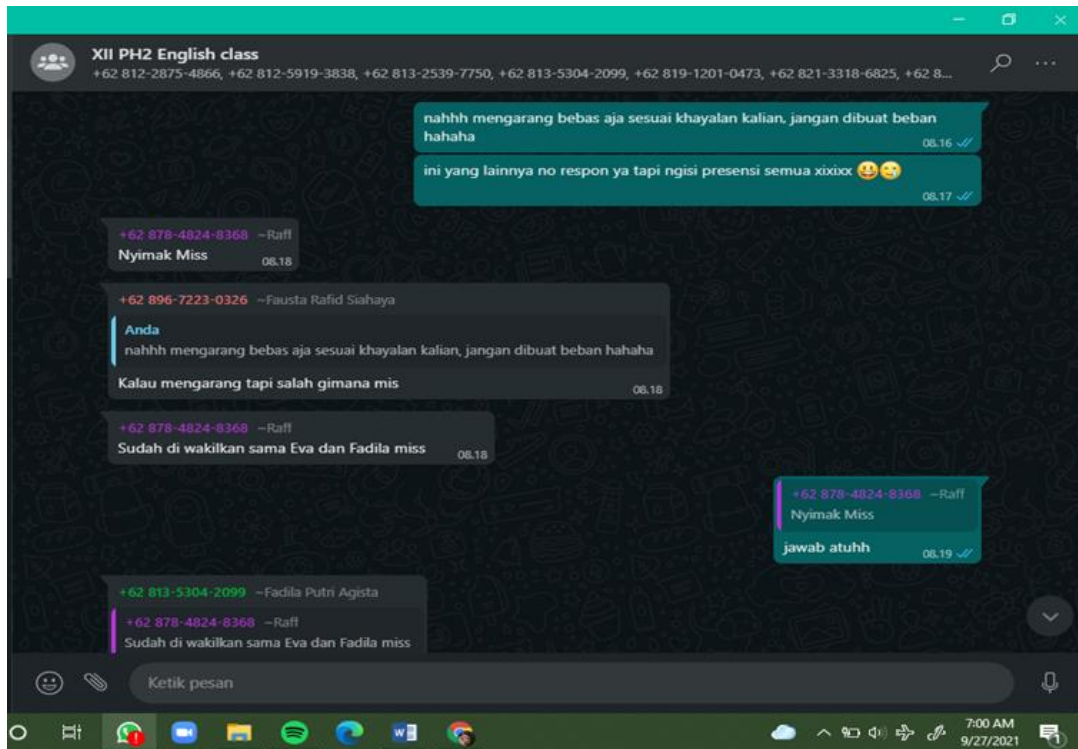 XII PH2 English class
+62 812-2875-4866, +62 812-5919-3838, +62 813-2539-7750, +62 813-5304-2099, +62 819-1201-0473, +62 821-3318-6825, +62 8...
nahhh mengarang bebas aja sesuai khayalan kalian, jangan dibuat beban
hahaha
08.16
ini yang lainnya no respon ya tapi ngisi presensi semua xixixx 😃😋
08.17
+62 878-4824-8368 ~Raff
Nyimak Miss
08.18
+62 896-7223-0326 ~Fausta Rafid Siahaya
Anda
nahhh mengarang bebas aja sesuai khayalan kalian, jangan dibuat beban hahaha
Kalau mengarang tapi salah gimana mis
08.18
+62 878-4824-8368 ~Raff
Sudah di wakilkan sama Eva dan Fadila miss
08.18
+62 878-4824-8368 ~Raff
Nyimak Miss
jawab atuhh
08.19
+62 813-5304-2099 ~Fadila Putri Agista
+62 878-4824-8368 ~Raff
Sudah di wakilkan sama Eva dan Fadila miss
Ketik pesan
7:00 AM
9/27/2021